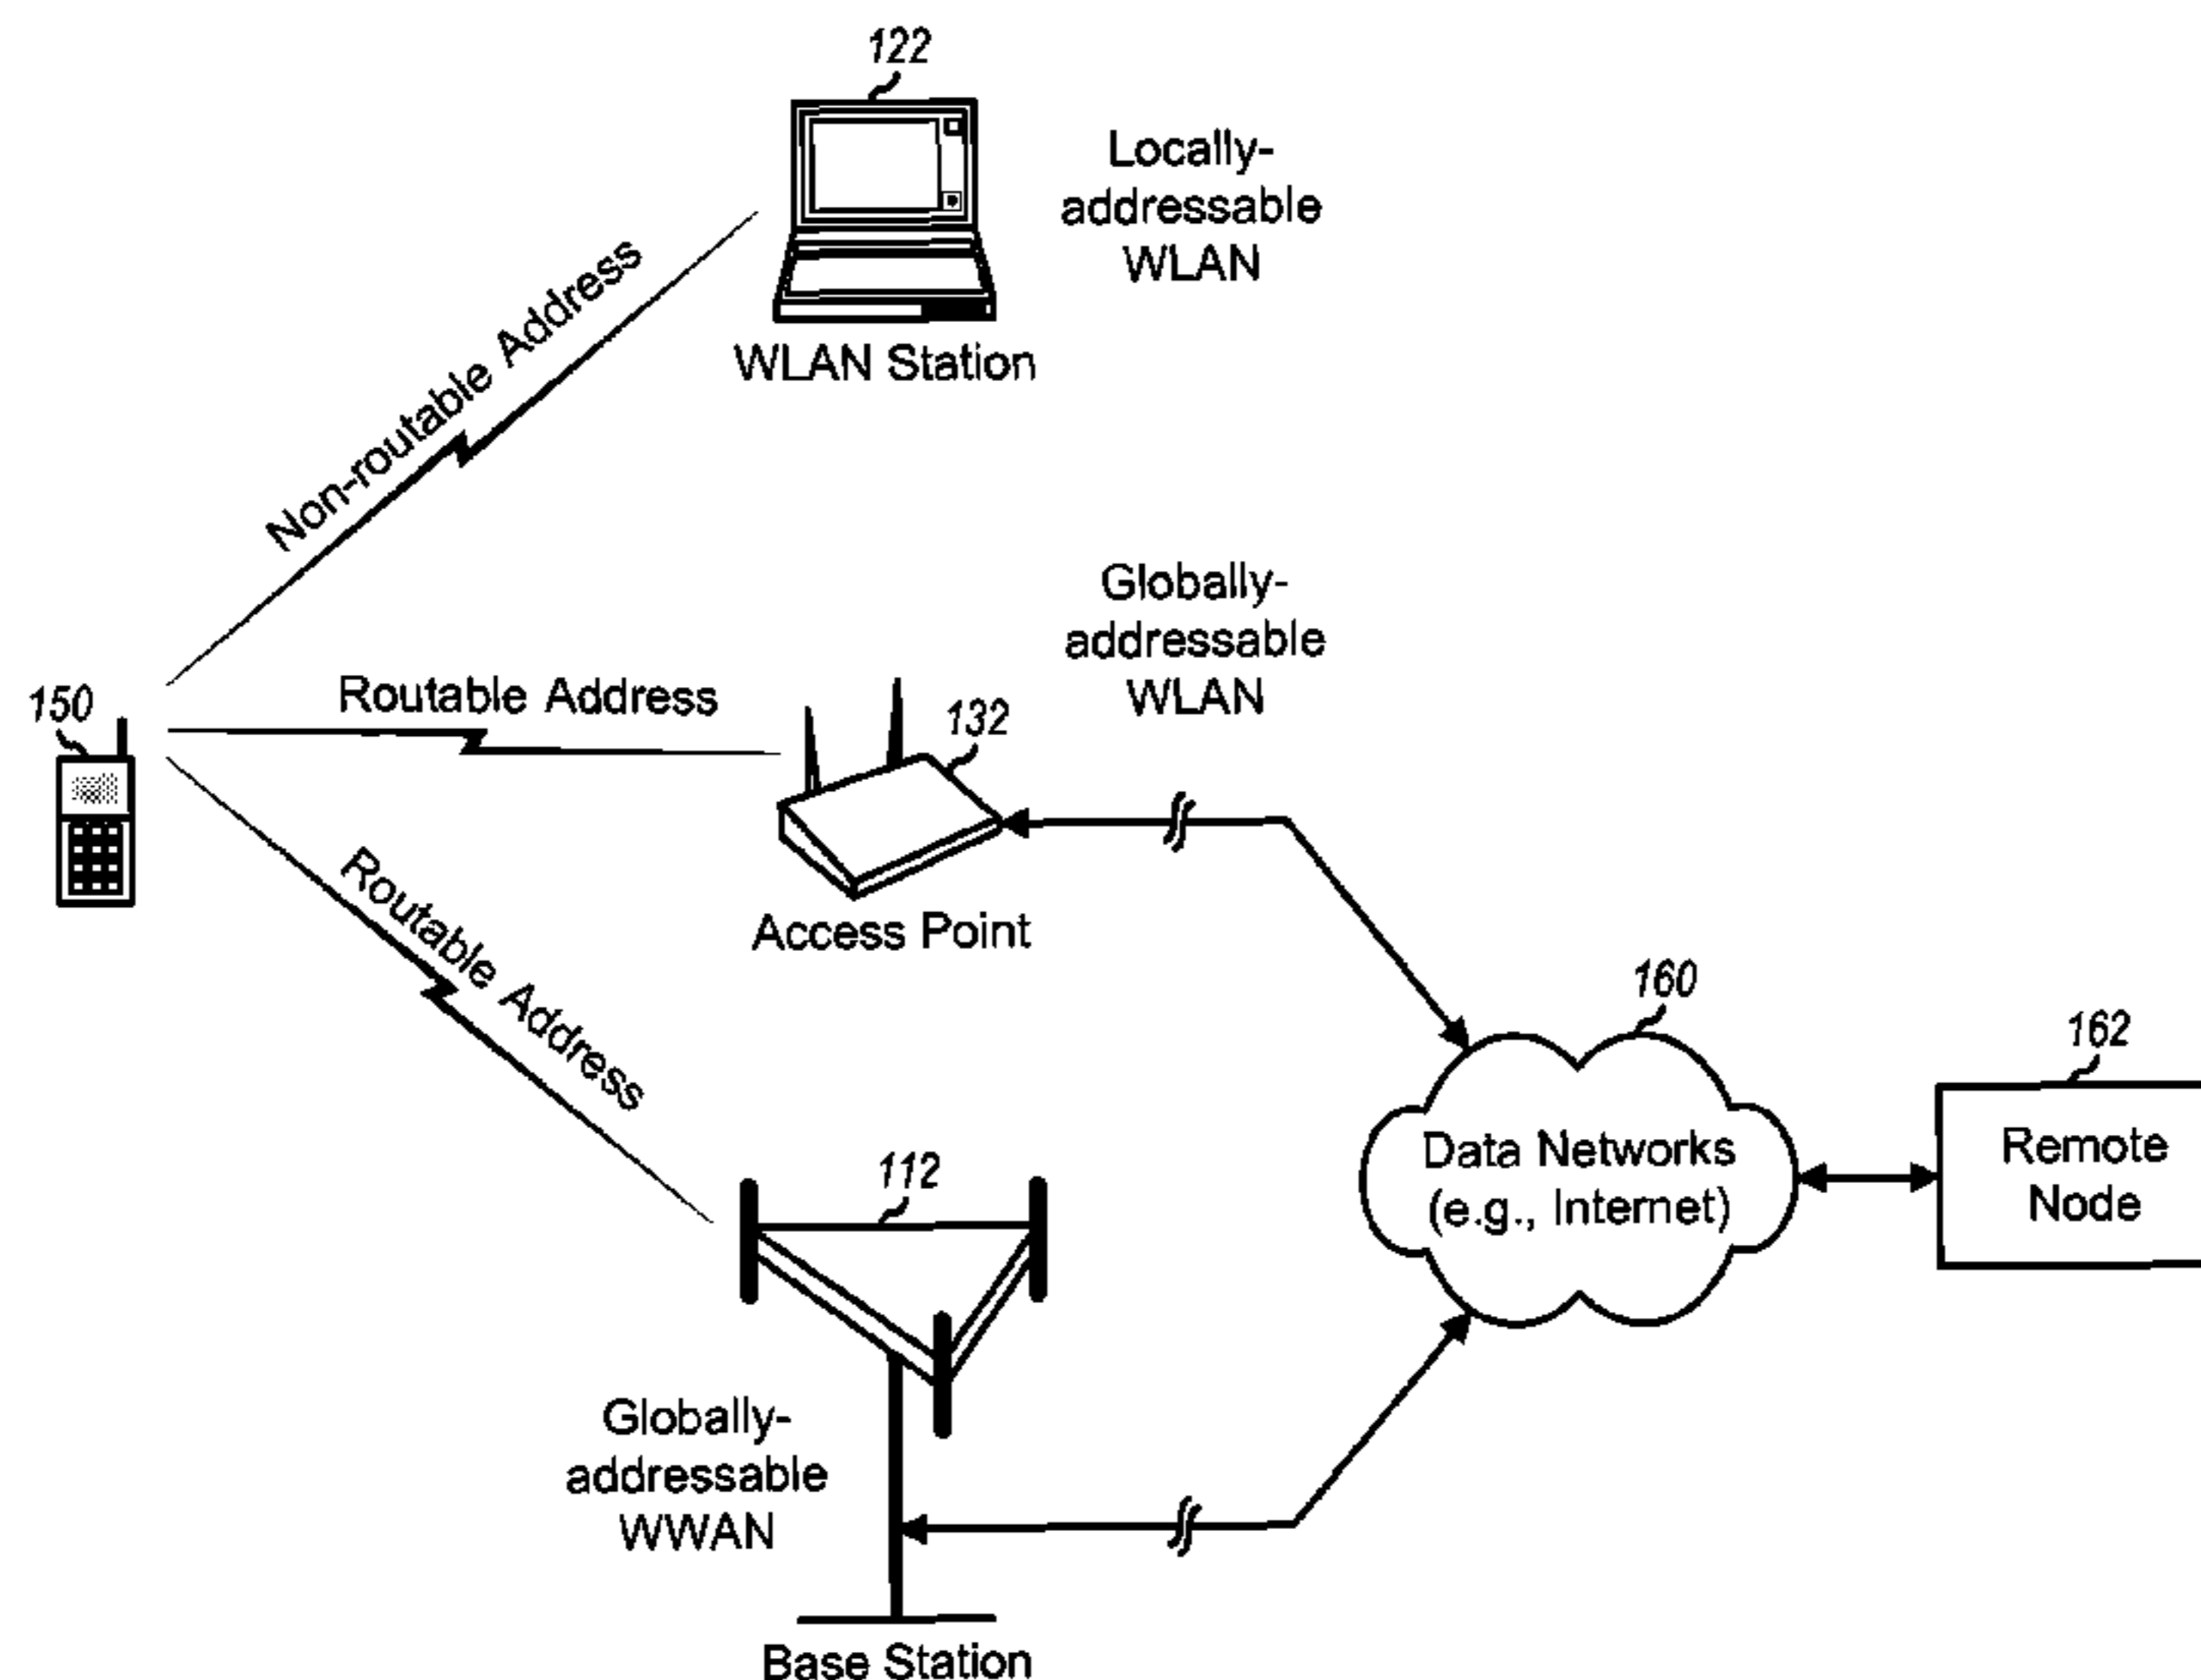 122
Locally-
addressable
WLAN
WLAN Station
Non-routable Address
Globally-
addressable
WLAN
150
Routable Address
132
Access Point
Routable Address
160
162
Data Networks
(e.g., Internet)
Remote
Node
112
Globally-
addressable
WWAN
Base Station